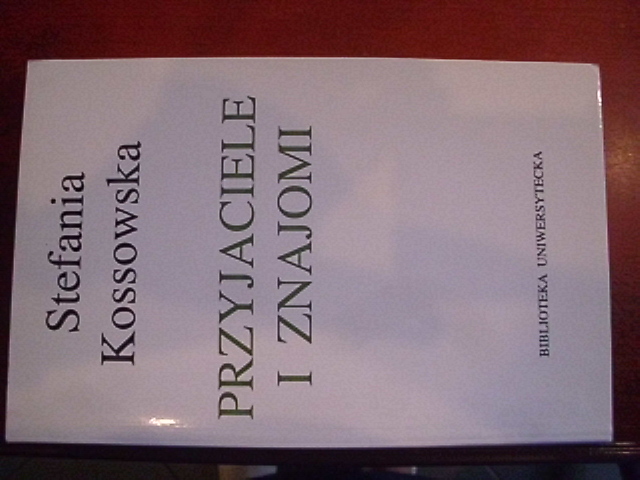 Stefania
Kossowska
PRZYJACIELE
I ZNAJOMI
BIBLIOTEKA UNIWERSYTECKA